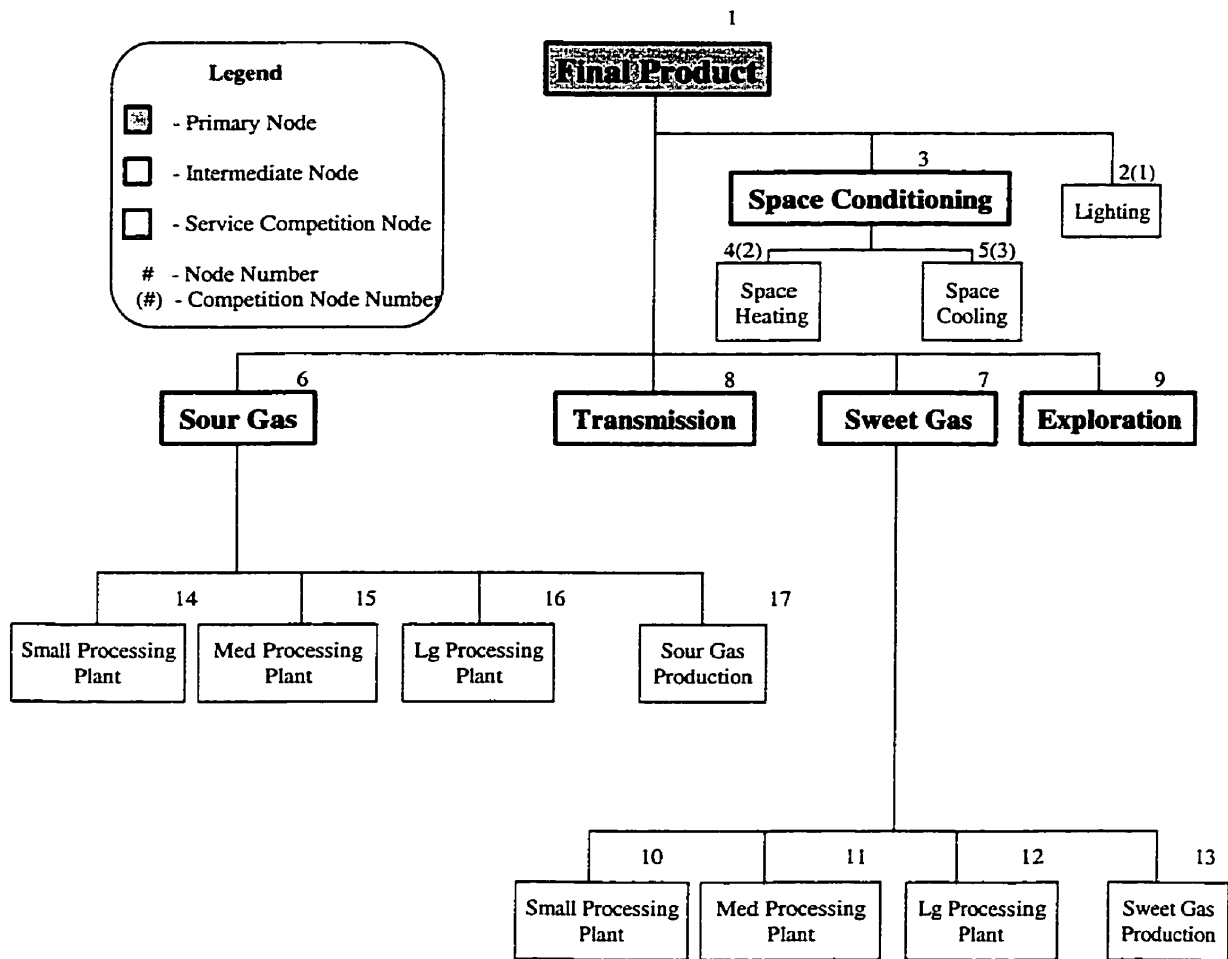 1
Final Product
Legend
- Primary Node
- Intermediate Node
- Service Competition Node
# - Node Number
(#) - Competition Node Number
3
Space Conditioning
2(1)
Lighting
4(2)
Space
Heating
5(3)
Space
Cooling
6
Sour Gas
8
Transmission
7
Sweet Gas
9
Exploration
14
Small Processing
Plant
15
Med Processing
Plant
16
Lg Processing
Plant
17
Sour Gas
Production
10
Small Processing
Plant
11
Med Processing
Plant
12
Lg Processing
Plant
13
Sweet Gas
Production